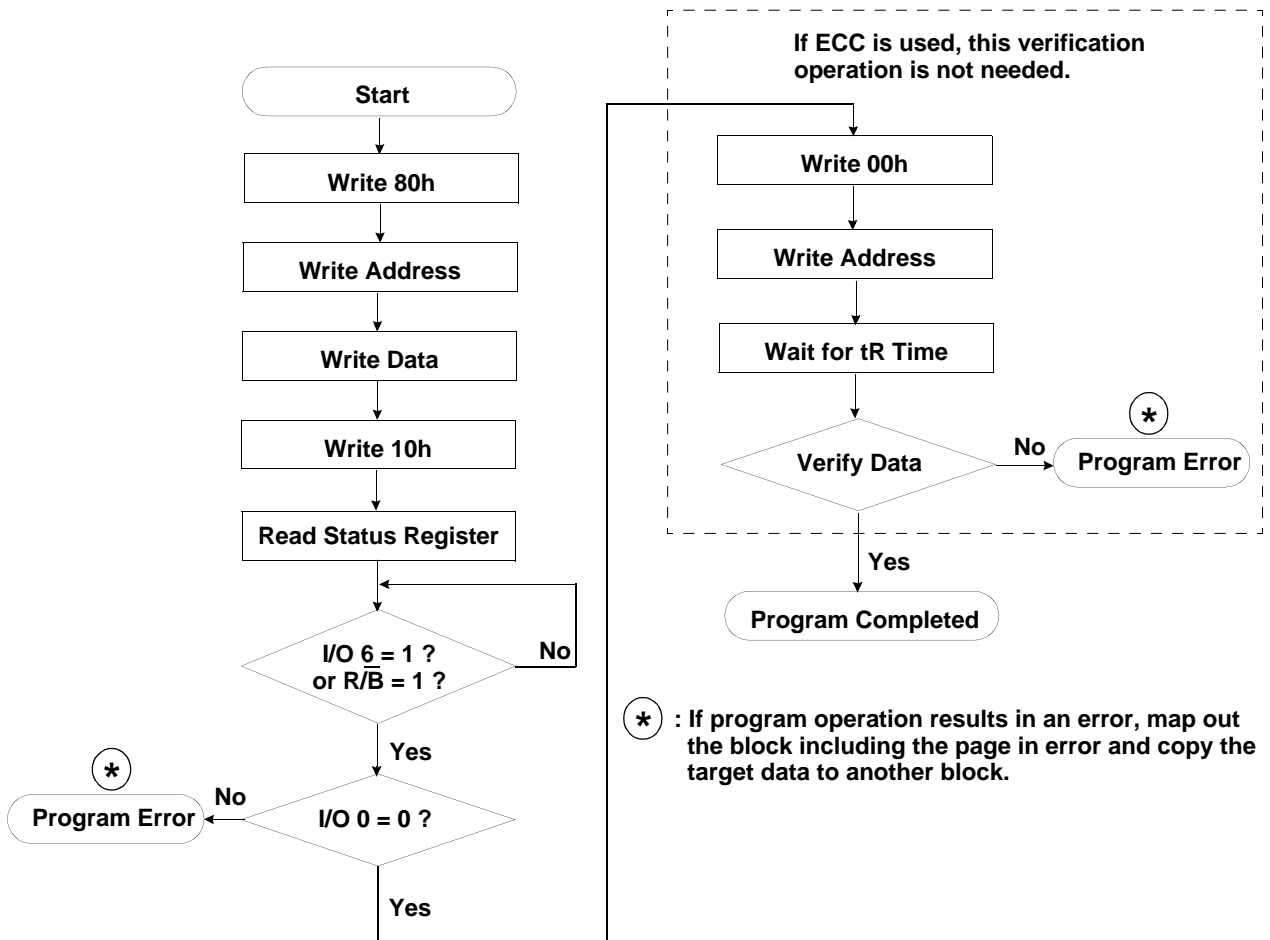 Start
Write 80h
Write Address
Write Data
Write 10h
Read Status Register
I/O 6 = 1 ?
or R/B̅ = 1 ?
No
Yes
*
No
Program Error
I/O 0 = 0 ?
Yes
If ECC is used, this verification
operation is not needed.
Write 00h
Write Address
Wait for tR Time
*
Verify Data
No
Program Error
Yes
Program Completed
* : If program operation results in an error, map out
the block including the page in error and copy the
target data to another block.